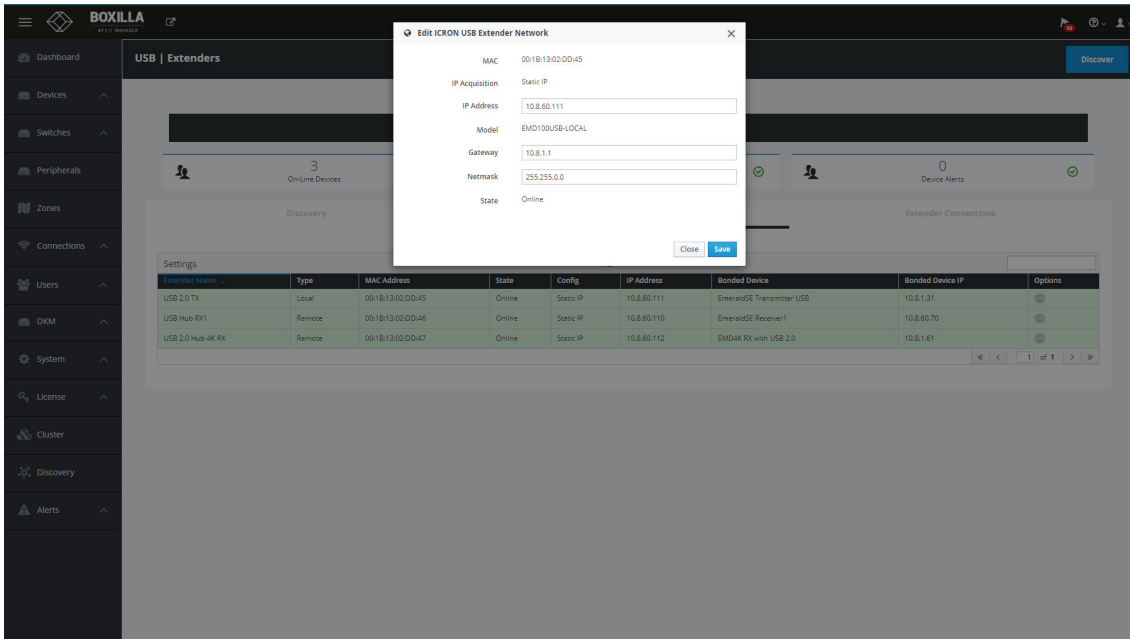 BOXILLA
AV / IT MANAGER
10
Dashboard
Devices
Switches
Peripherals
Zones
Connections
Users
DKM
System
License
Cluster
Discovery
Alerts
USB | Extenders
Discover
3
On-Line Devices
0
Device Alerts
Discovery
Extender Connections
Edit ICRON USB Extender Network
MAC 00:1B:13:02:DD:45
IP Acquisition Static IP
IP Address 10.8.60.111
Model EMD100USB-LOCAL
Gateway 10.8.1.1
Netmask 255.255.0.0
State Online
Close Save
Settings
Extender Name Type MAC Address State Config IP Address Bonded Device Bonded Device IP Options
USB 2.0 TX Local 00:1B:13:02:DD:45 Online Static IP 10.8.60.111 EmeraldSE Transmitter USB 10.8.1.31
USB Hub RX1 Remote 00:1B:13:02:DD:46 Online Static IP 10.8.60.110 EmeraldSE Receiver1 10.8.60.70
USB 2.0 Hub 4K RX Remote 00:1B:13:02:DD:47 Online Static IP 10.8.60.112 EMD4K RX with USB 2.0 10.8.1.61
« < 1 of 1 > »